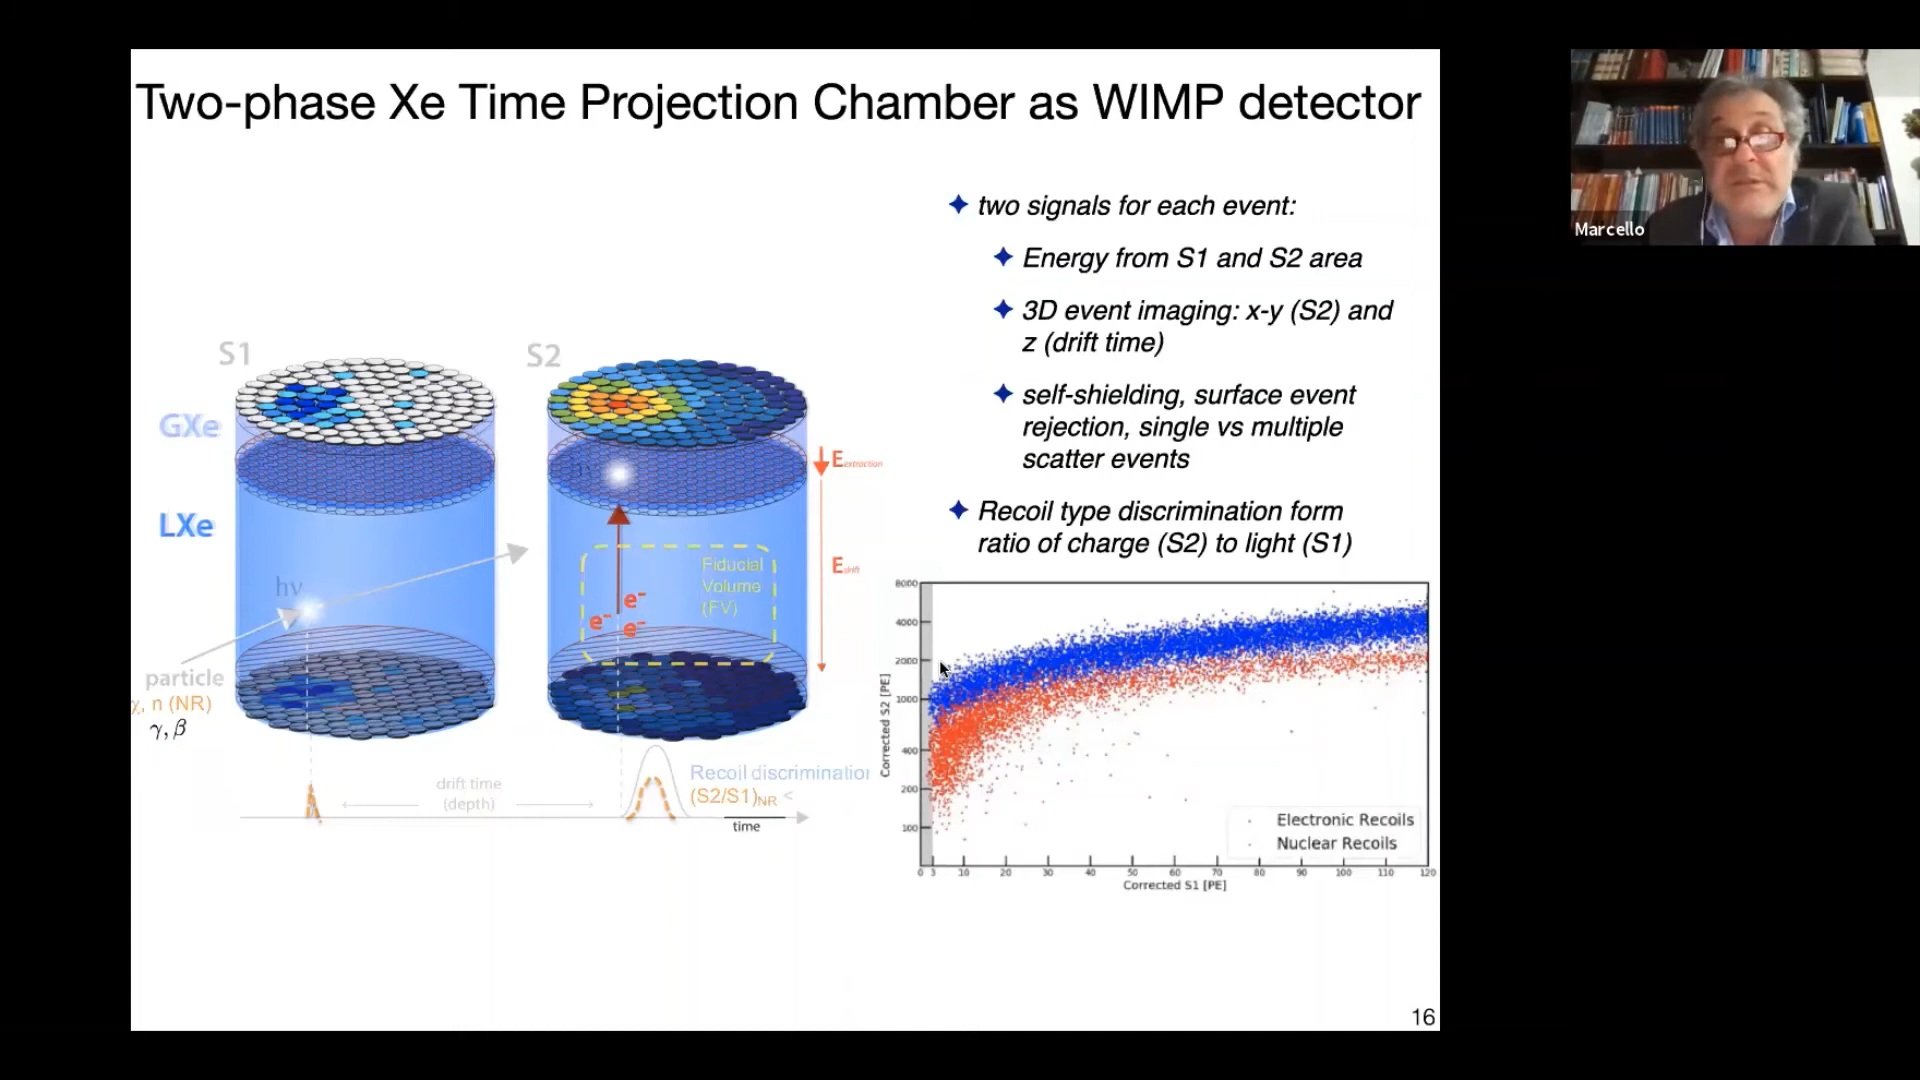 Two-phase Xe Time Projection Chamber as WIMP detector
Marcello
two signals for each event:
Energy from S1 and S2 area
3D event imaging: x-y (S2) and
z (drift time)
self-shielding, surface event
rejection, single vs multiple
scatter events
Recoil type discrimination form
ratio of charge (S2) to light (S1)
S1
S2
GXe
LXe
E extraction
E drift
hν
Fiducial
Volume
(FV)
e⁻
e⁻ e⁻
particle
χ, n (NR)
γ, β
drift time
(depth)
Recoil discrimination
(S2/S1)NR <
time
8000
4000
2000
1000
400
200
100
Corrected S2 [PE]
Electronic Recoils
Nuclear Recoils
0 3 10 20 30 40 50 60 70 80 90 100 110 120
Corrected S1 [PE]
16